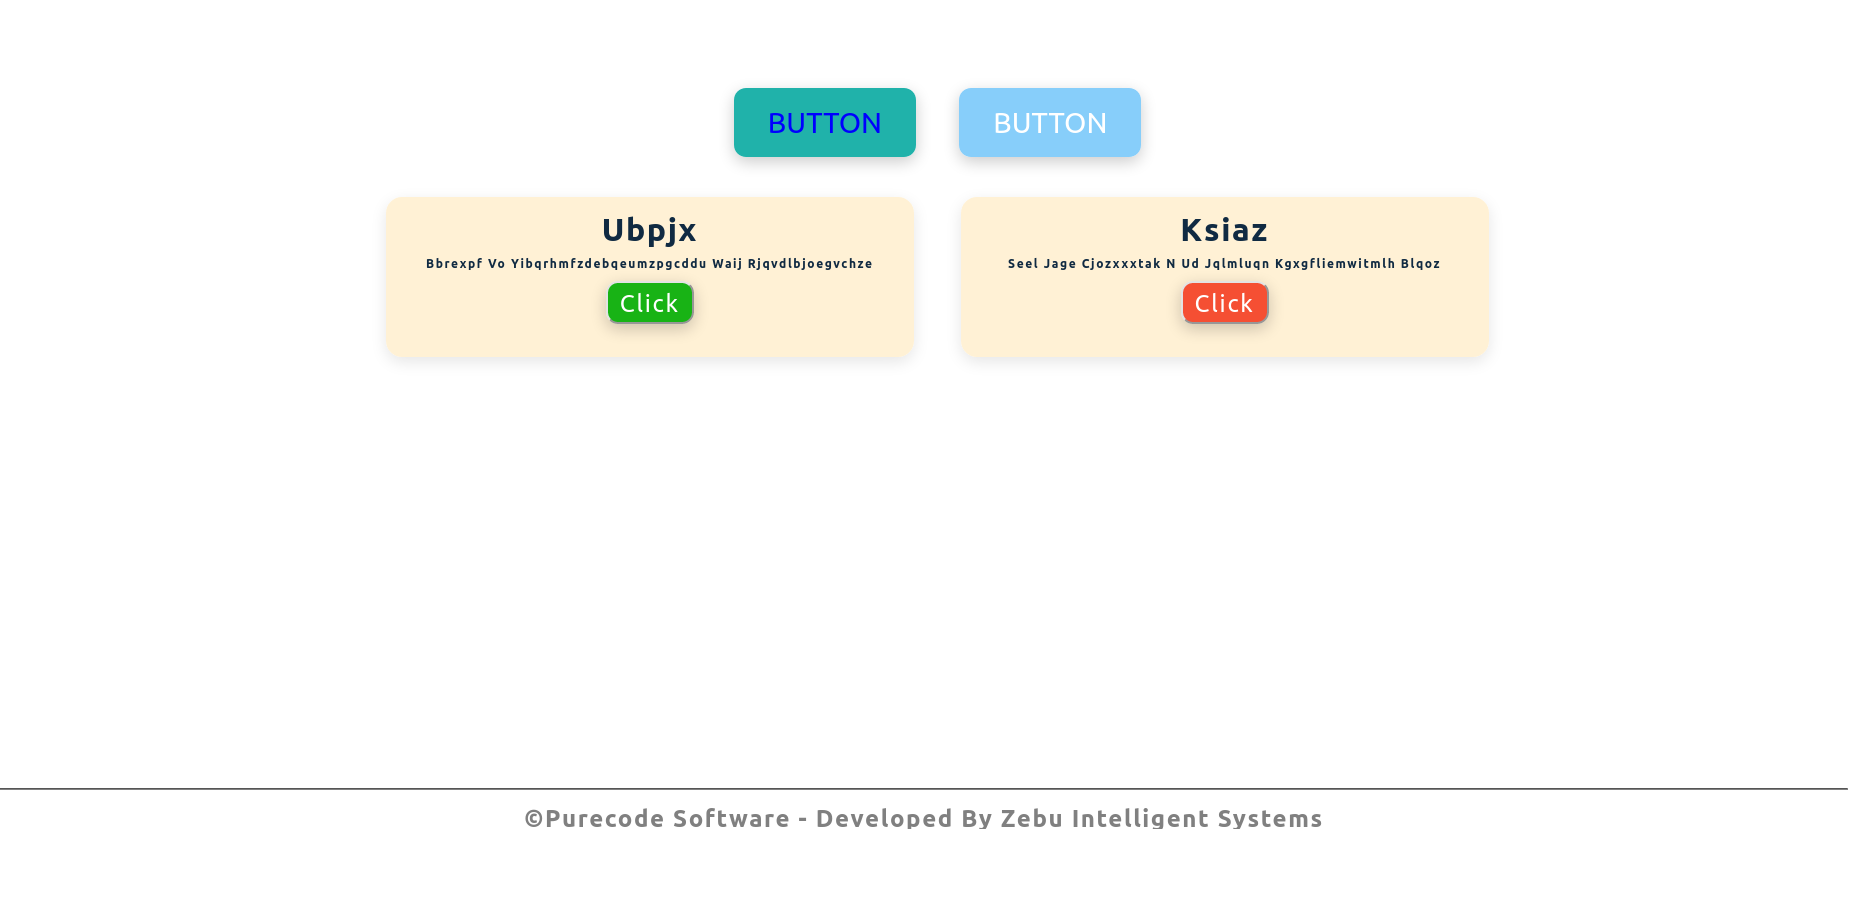 BUTTON BUTTON
Ubpjx
Bbrexpf Vo Yibqrhmfzdebqeumzpgcddu Waij Rjqvdlbjoegvchze
Click
Ksiaz
Seel Jage Cjozxxxtak N Ud Jqlmluqn Kgxgfliemwitmlh Blqoz
Click
©Purecode Software - Developed By Zebu Intelligent Systems